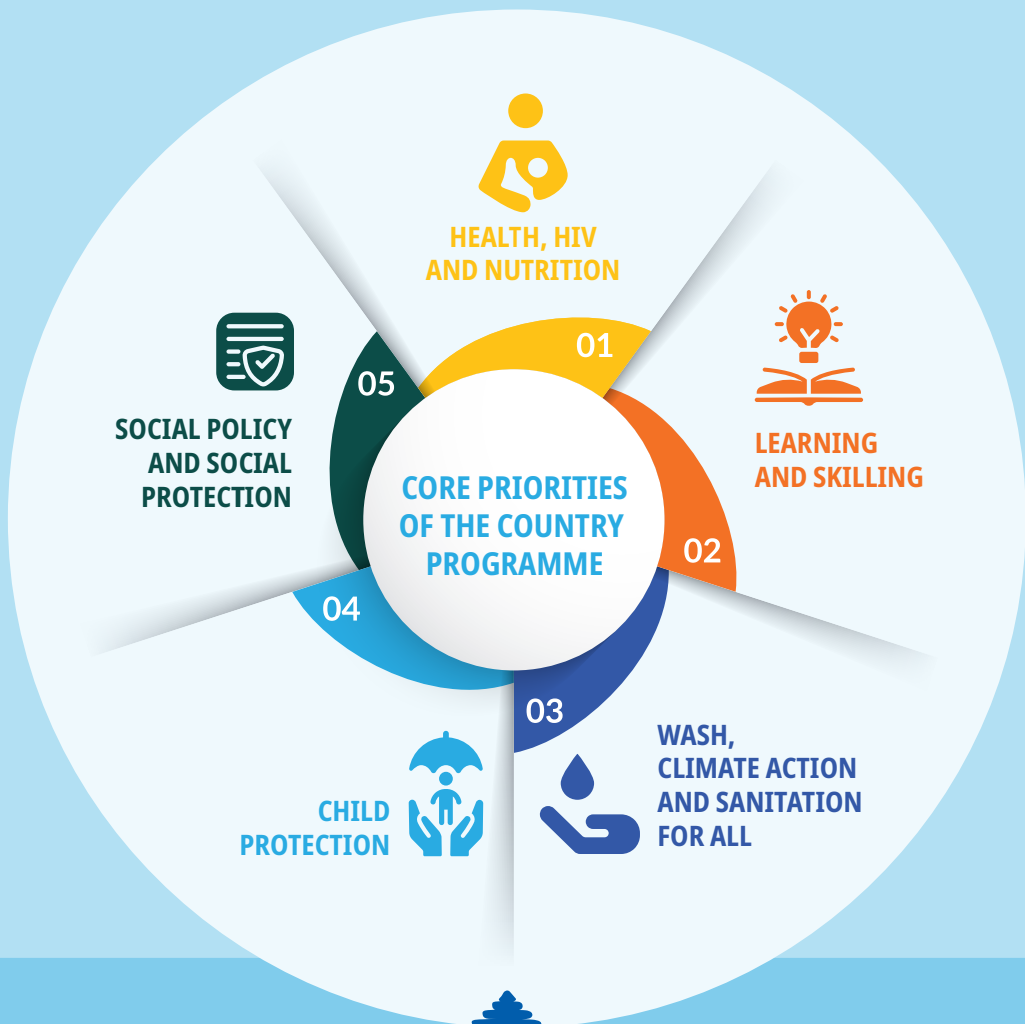 HEALTH, HIV
AND NUTRITION
01
LEARNING
AND SKILLING
02
WASH,
CLIMATE ACTION
AND SANITATION
FOR ALL
03
CHILD
PROTECTION
04
SOCIAL POLICY
AND SOCIAL
PROTECTION
05
CORE PRIORITIES
OF THE COUNTRY
PROGRAMME